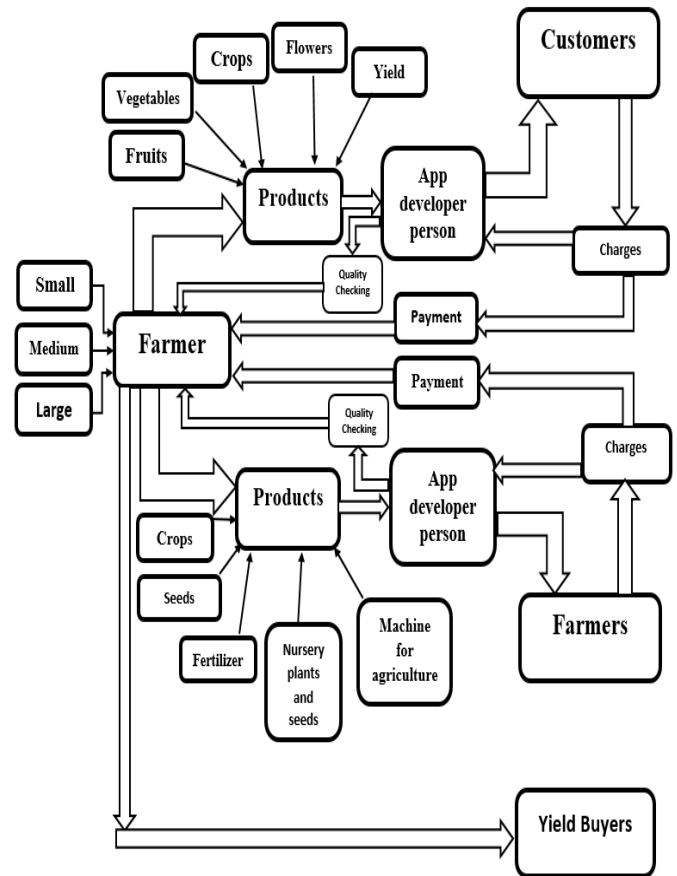 Flowers
Customers
Crops
Yield
Vegetables
Fruits
Products
App
developer
person
Charges
Quality
Checking
Small
Payment
Farmer
Medium
Payment
Large
Quality
Checking
Charges
Products
App
developer
person
Crops
Seeds
Farmers
Fertilizer
Nursery
plants
and
seeds
Machine
for
agriculture
Yield Buyers